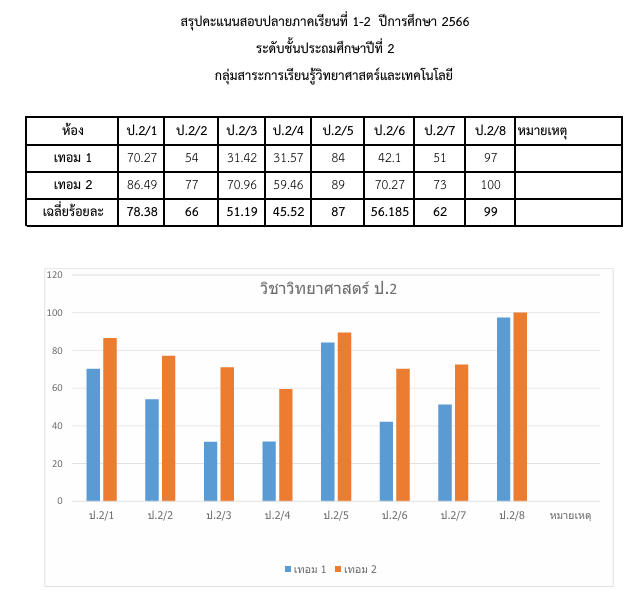 สรุปคะแนนสอบปลายภาคเรียนที่ 1-2 ปีการศึกษา 2566
ระดับชั้นประถมศึกษาปีที่ 2
กลุ่มสาระการเรียนรู้วิทยาศาสตร์และเทคโนโลยี
ห้อง ป.2/1 ป.2/2 ป.2/3 ป.2/4 ป.2/5 ป.2/6 ป.2/7 ป.2/8 หมายเหตุ
เทอม 1 70.27 54 31.42 31.57 84 42.1 51 97
เทอม 2 86.49 77 70.96 59.46 89 70.27 73 100
เฉลี่ยร้อยละ 78.38 66 51.19 45.52 87 56.185 62 99
วิชาวิทยาศาสตร์ ป.2
120
100
80
60
40
20
0
ป.2/1 ป.2/2 ป.2/3 ป.2/4 ป.2/5 ป.2/6 ป.2/7 ป.2/8 หมายเหตุ
เทอม 1 เทอม 2